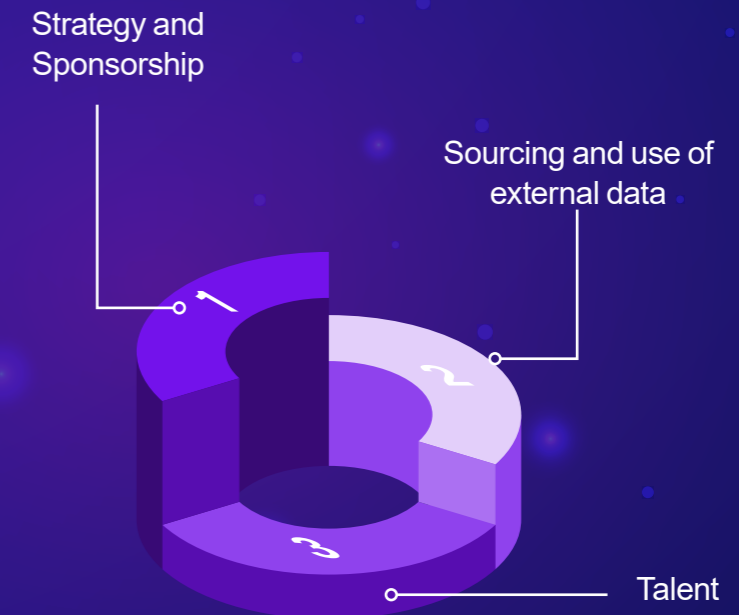 Strategy and
Sponsorship
Sourcing and use of
external data
1
2
3
Talent